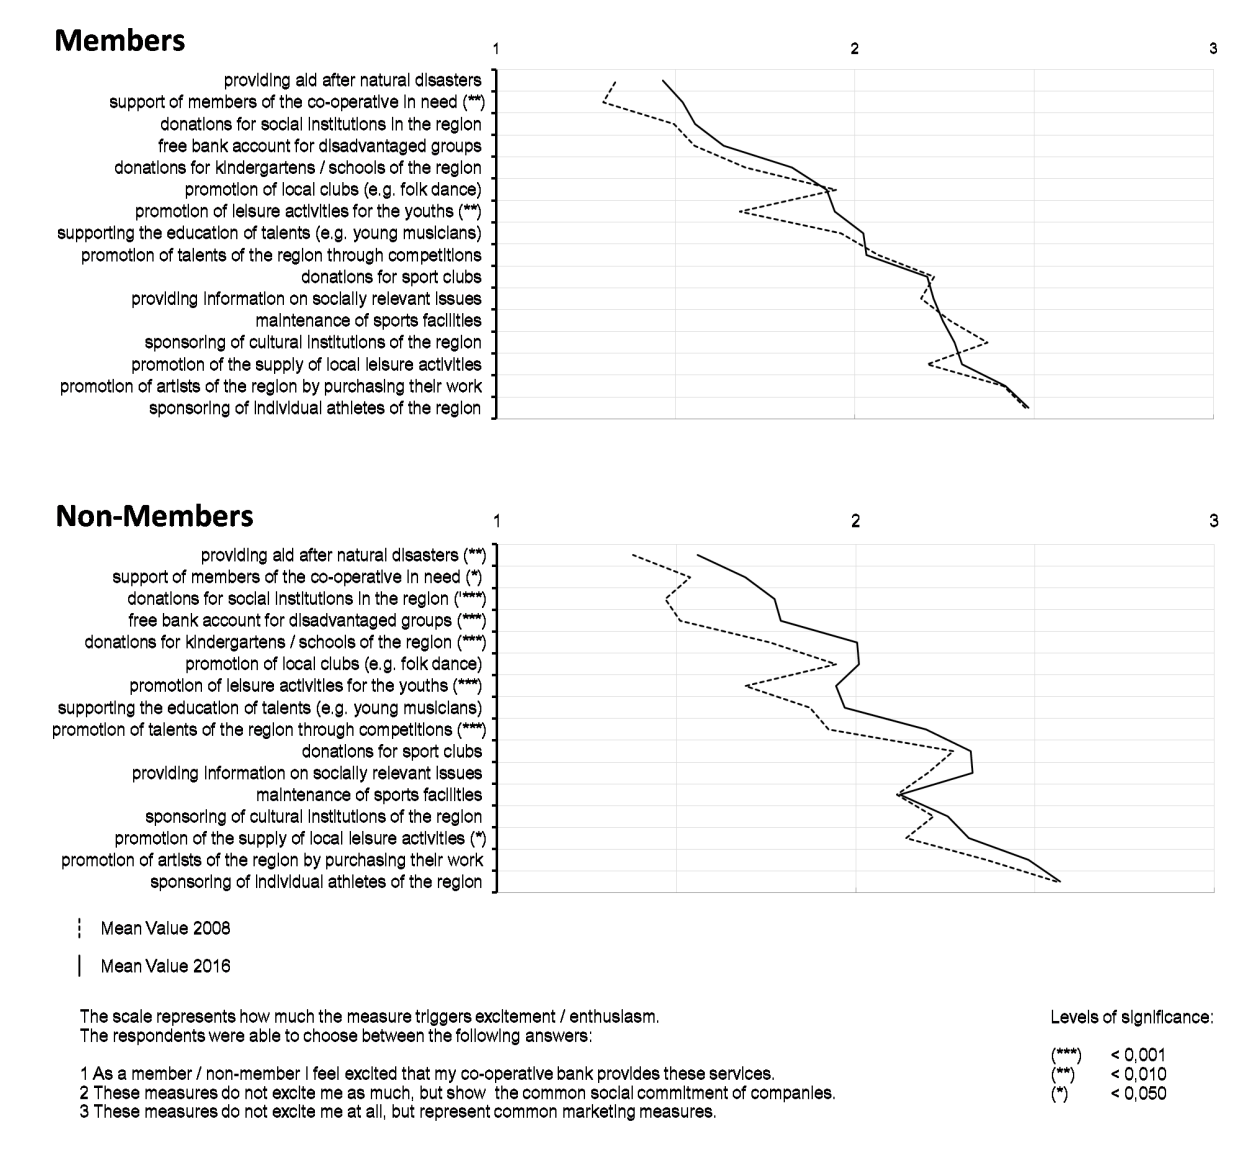 Members
1 2 3
providing aid after natural disasters
support of members of the co-operative in need (**)
donations for social institutions in the region
free bank account for disadvantaged groups
donations for kindergartens / schools of the region
promotion of local clubs (e.g. folk dance)
promotion of leisure activities for the youths (**)
supporting the education of talents (e.g. young musicians)
promotion of talents of the region through competitions
donations for sport clubs
providing information on socially relevant issues
maintenance of sports facilities
sponsoring of cultural institutions of the region
promotion of the supply of local leisure activities
promotion of artists of the region by purchasing their work
sponsoring of individual athletes of the region
Non-Members
1 2 3
providing aid after natural disasters (**)
support of members of the co-operative in need (*)
donations for social institutions in the region ('***)
free bank account for disadvantaged groups (***)
donations for kindergartens / schools of the region (***)
promotion of local clubs (e.g. folk dance)
promotion of leisure activities for the youths (***)
supporting the education of talents (e.g. young musicians)
promotion of talents of the region through competitions (***)
donations for sport clubs
providing information on socially relevant issues
maintenance of sports facilities
sponsoring of cultural institutions of the region
promotion of the supply of local leisure activities (*)
promotion of artists of the region by purchasing their work
sponsoring of individual athletes of the region
Mean Value 2008
Mean Value 2016
The scale represents how much the measure triggers excitement / enthusiasm.
The respondents were able to choose between the following answers:
1 As a member / non-member I feel excited that my co-operative bank provides these services.
2 These measures do not excite me as much, but show the common social commitment of companies.
3 These measures do not excite me at all, but represent common marketing measures.
Levels of significance:
(***) < 0,001
(**) < 0,010
(*) < 0,050